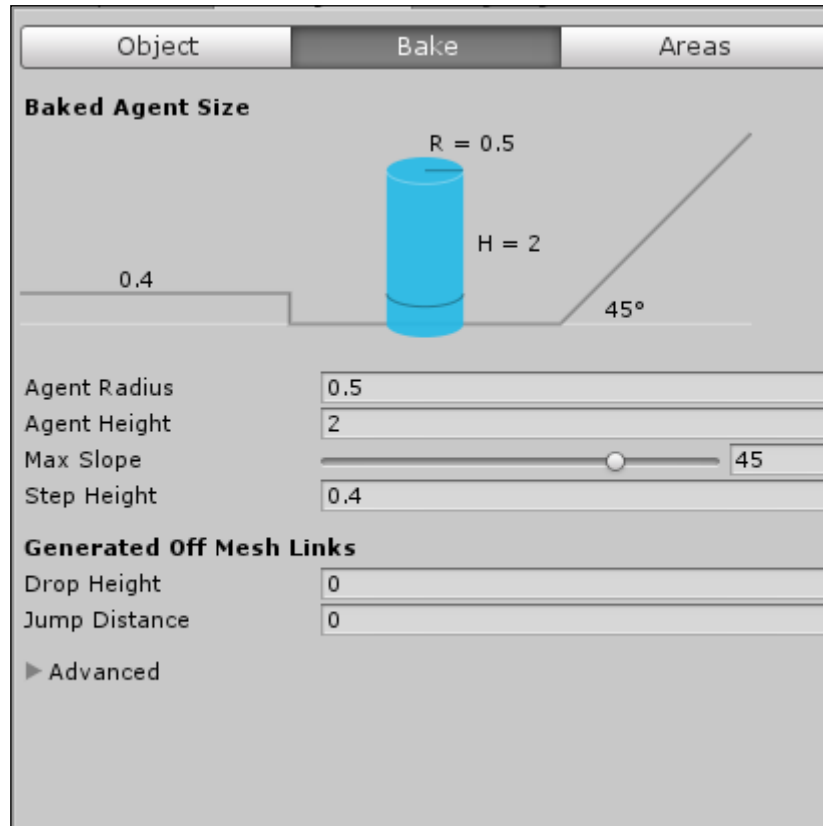 Object Bake Areas
Baked Agent Size
R = 0.5
H = 2
0.4
45°
Agent Radius 0.5
Agent Height 2
Max Slope 45
Step Height 0.4
Generated Off Mesh Links
Drop Height 0
Jump Distance 0
Advanced